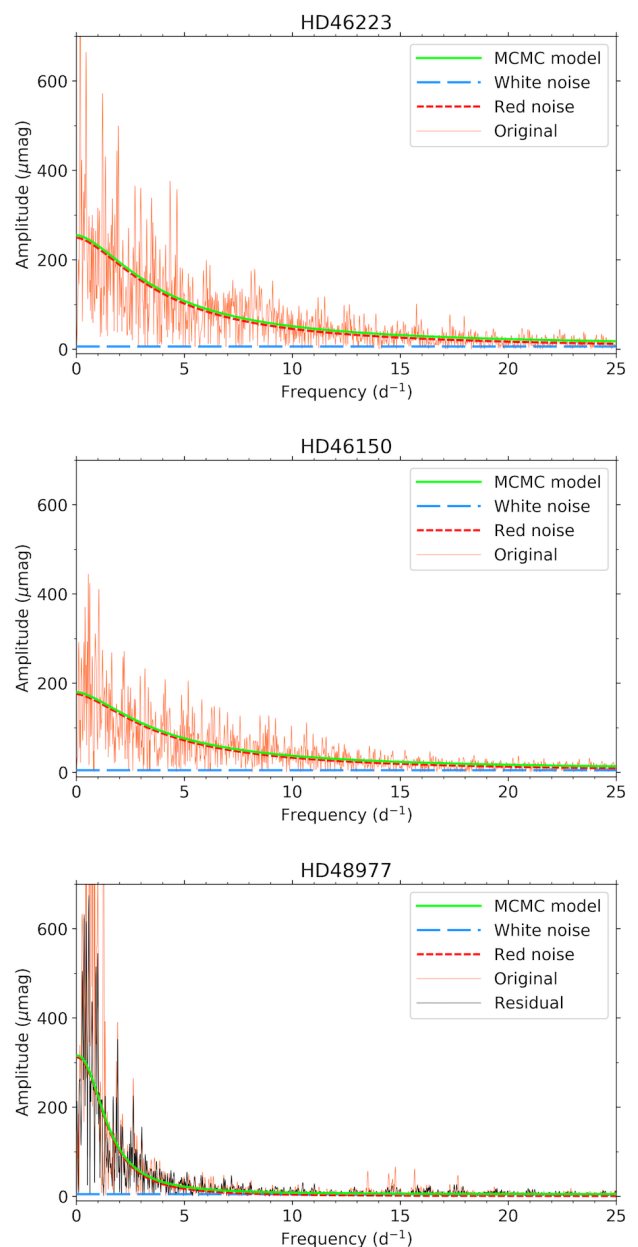 HD46223
600
400
200
0
Amplitude (μmag)
MCMC model
White noise
Red noise
Original
0 5 10 15 20 25
Frequency (d⁻¹)
HD46150
600
400
200
0
Amplitude (μmag)
MCMC model
White noise
Red noise
Original
0 5 10 15 20 25
Frequency (d⁻¹)
HD48977
600
400
200
0
Amplitude (μmag)
MCMC model
White noise
Red noise
Original
Residual
0 5 10 15 20 25
Frequency (d⁻¹)